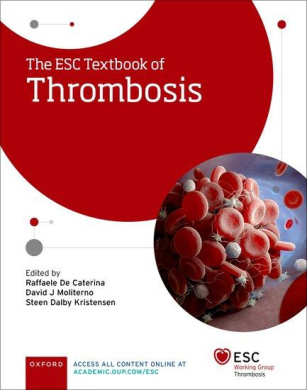 The ESC Textbook of
Thrombosis
Edited by
Raffaele De Caterina
David J Moliterno
Steen Dalby Kristensen
OXFORD
ACCESS ALL CONTENT ONLINE AT
ACADEMIC.OUP.COM/ESC
ESC
Working Group
Thrombosis